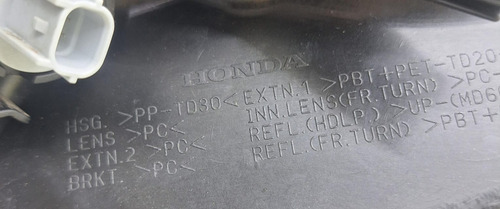 HONDA
HSG. >PP-TD30< EXTN.1 >PBT+PET-TD20
LENS >PC< INN.LENS(FR.TURN) >PC-
EXTN.2 >PC< REFL.(HDLP.) >UP-(MD60
BRKT. >PC< REFL.(FR.TURN) >PBT+